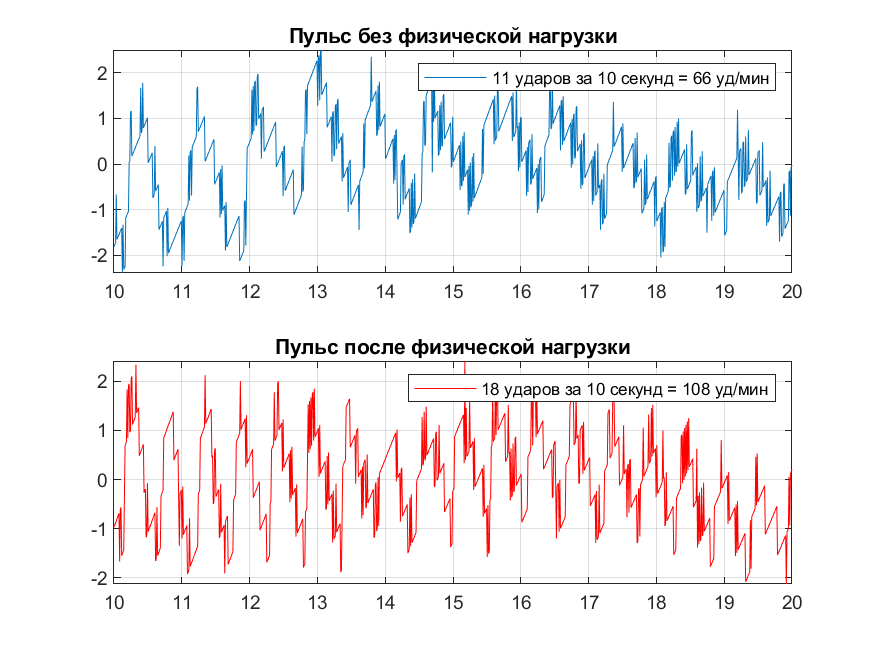 Пульс без физической нагрузки
11 ударов за 10 секунд = 66 уд/мин
2
1
0
-1
-2
10 11 12 13 14 15 16 17 18 19 20
Пульс после физической нагрузки
18 ударов за 10 секунд = 108 уд/мин
2
1
0
-1
-2
10 11 12 13 14 15 16 17 18 19 20